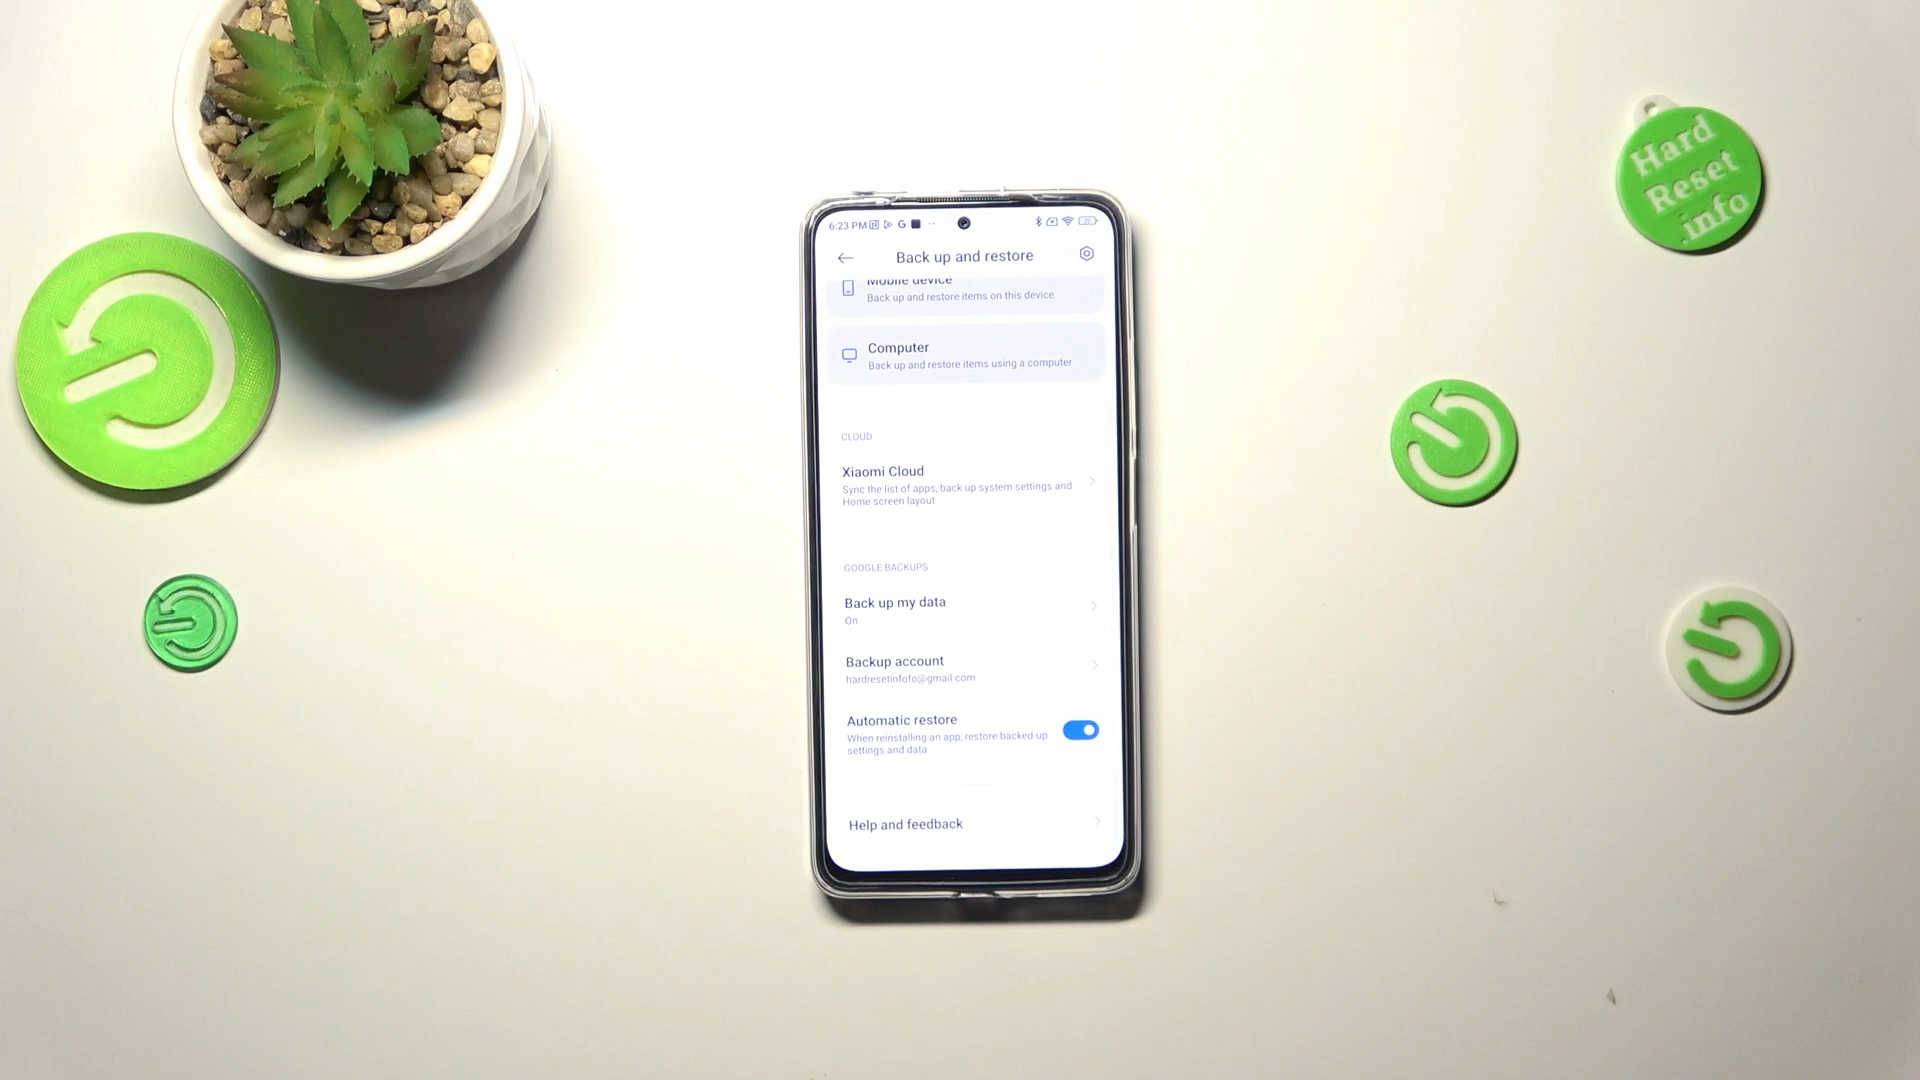 Hard
Reset
.info
6:23 PM
Back up and restore
Mobile device
Back up and restore items on this device
Computer
Back up and restore items using a computer
CLOUD
Xiaomi Cloud
Sync the list of apps, back up system settings and
Home screen layout
GOOGLE BACKUPS
Back up my data
On
Backup account
hardresetinfofo@gmail.com
Automatic restore
When reinstalling an app, restore backed-up
settings and data
Help and feedback